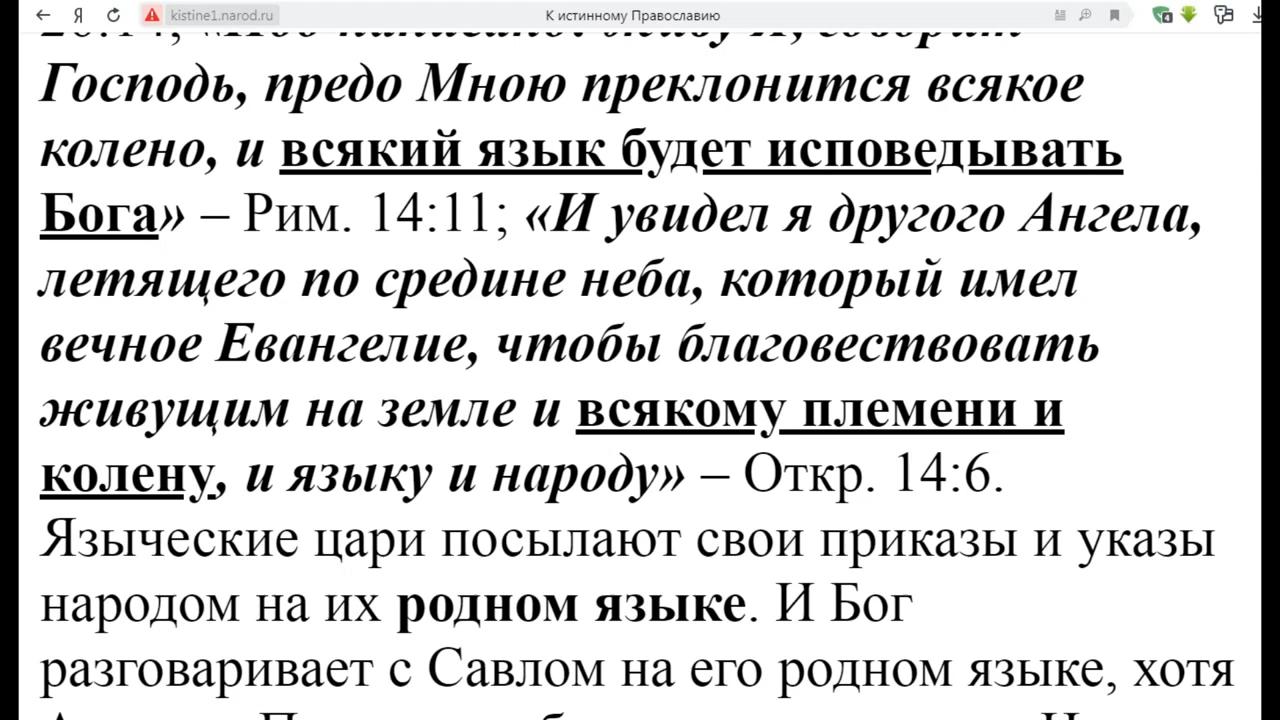 kistine1.narod.ru
К истинному Православию
Господь, предо Мною преклонится всякое
колено, и всякий язык будет исповедывать
Бога» – Рим. 14:11; «И увидел я другого Ангела,
летящего по средине неба, который имел
вечное Евангелие, чтобы благовествовать
живущим на земле и всякому племени и
колену, и языку и народу» – Откр. 14:6.
Языческие цари посылают свои приказы и указы
народом на их родном языке. И Бог
разговаривает с Савлом на его родном языке, хотя